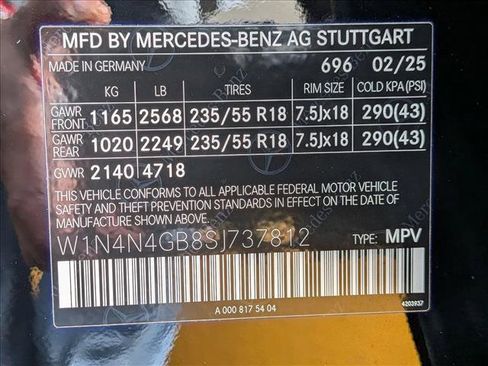 MFD BY MERCEDES-BENZ AG STUTTGART
MADE IN GERMANY 696 02/25
KG LB TIRES RIM SIZE COLD KPA(PSI)
GAWR FRONT 1165 2568 235/55 R18 7.5Jx18 290(43)
GAWR REAR 1020 2249 235/55 R18 7.5Jx18 290(43)
GVWR 2140 4718
THIS VEHICLE CONFORMS TO ALL APPLICABLE FEDERAL MOTOR VEHICLE
SAFETY AND THEFT PREVENTION STANDARDS IN EFFECT ON THE DATE
OF MANUFACTURE SHOWN ABOVE.
W1N4N4GB8SJ737812 TYPE: MPV
A 000 817 54 04 4203937